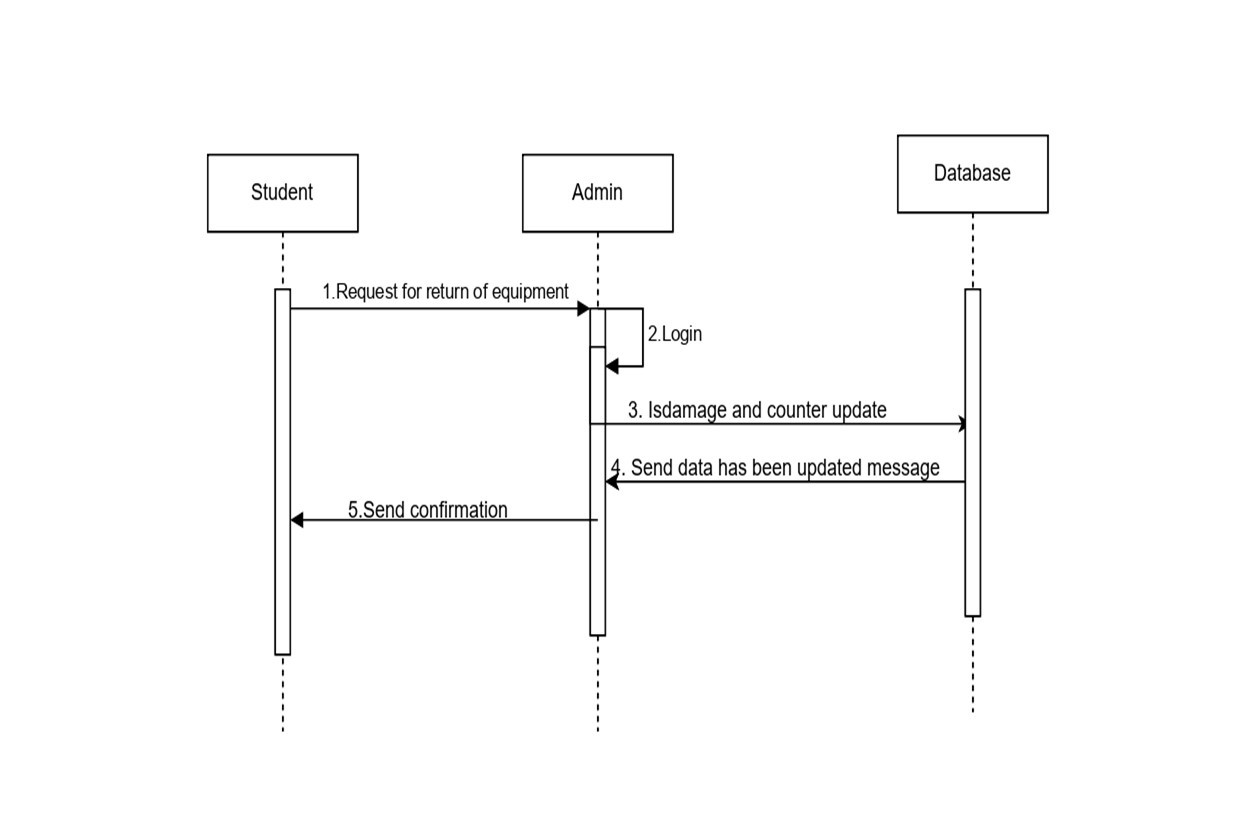 Student
Admin
Database
1.Request for return of equipment
2.Login
3. Isdamage and counter update
4. Send data has been updated message
5.Send confirmation